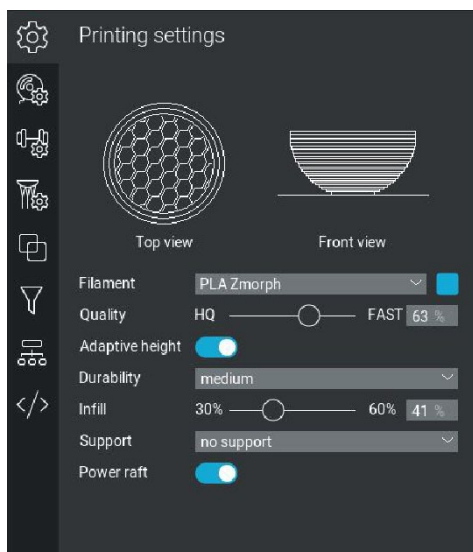 Printing settings
Top view Front view
Filament PLA Zmorph
Quality HQ FAST 63 %
Adaptive height
Durability medium
Infill 30% 60% 41 %
Support no support
Power raft